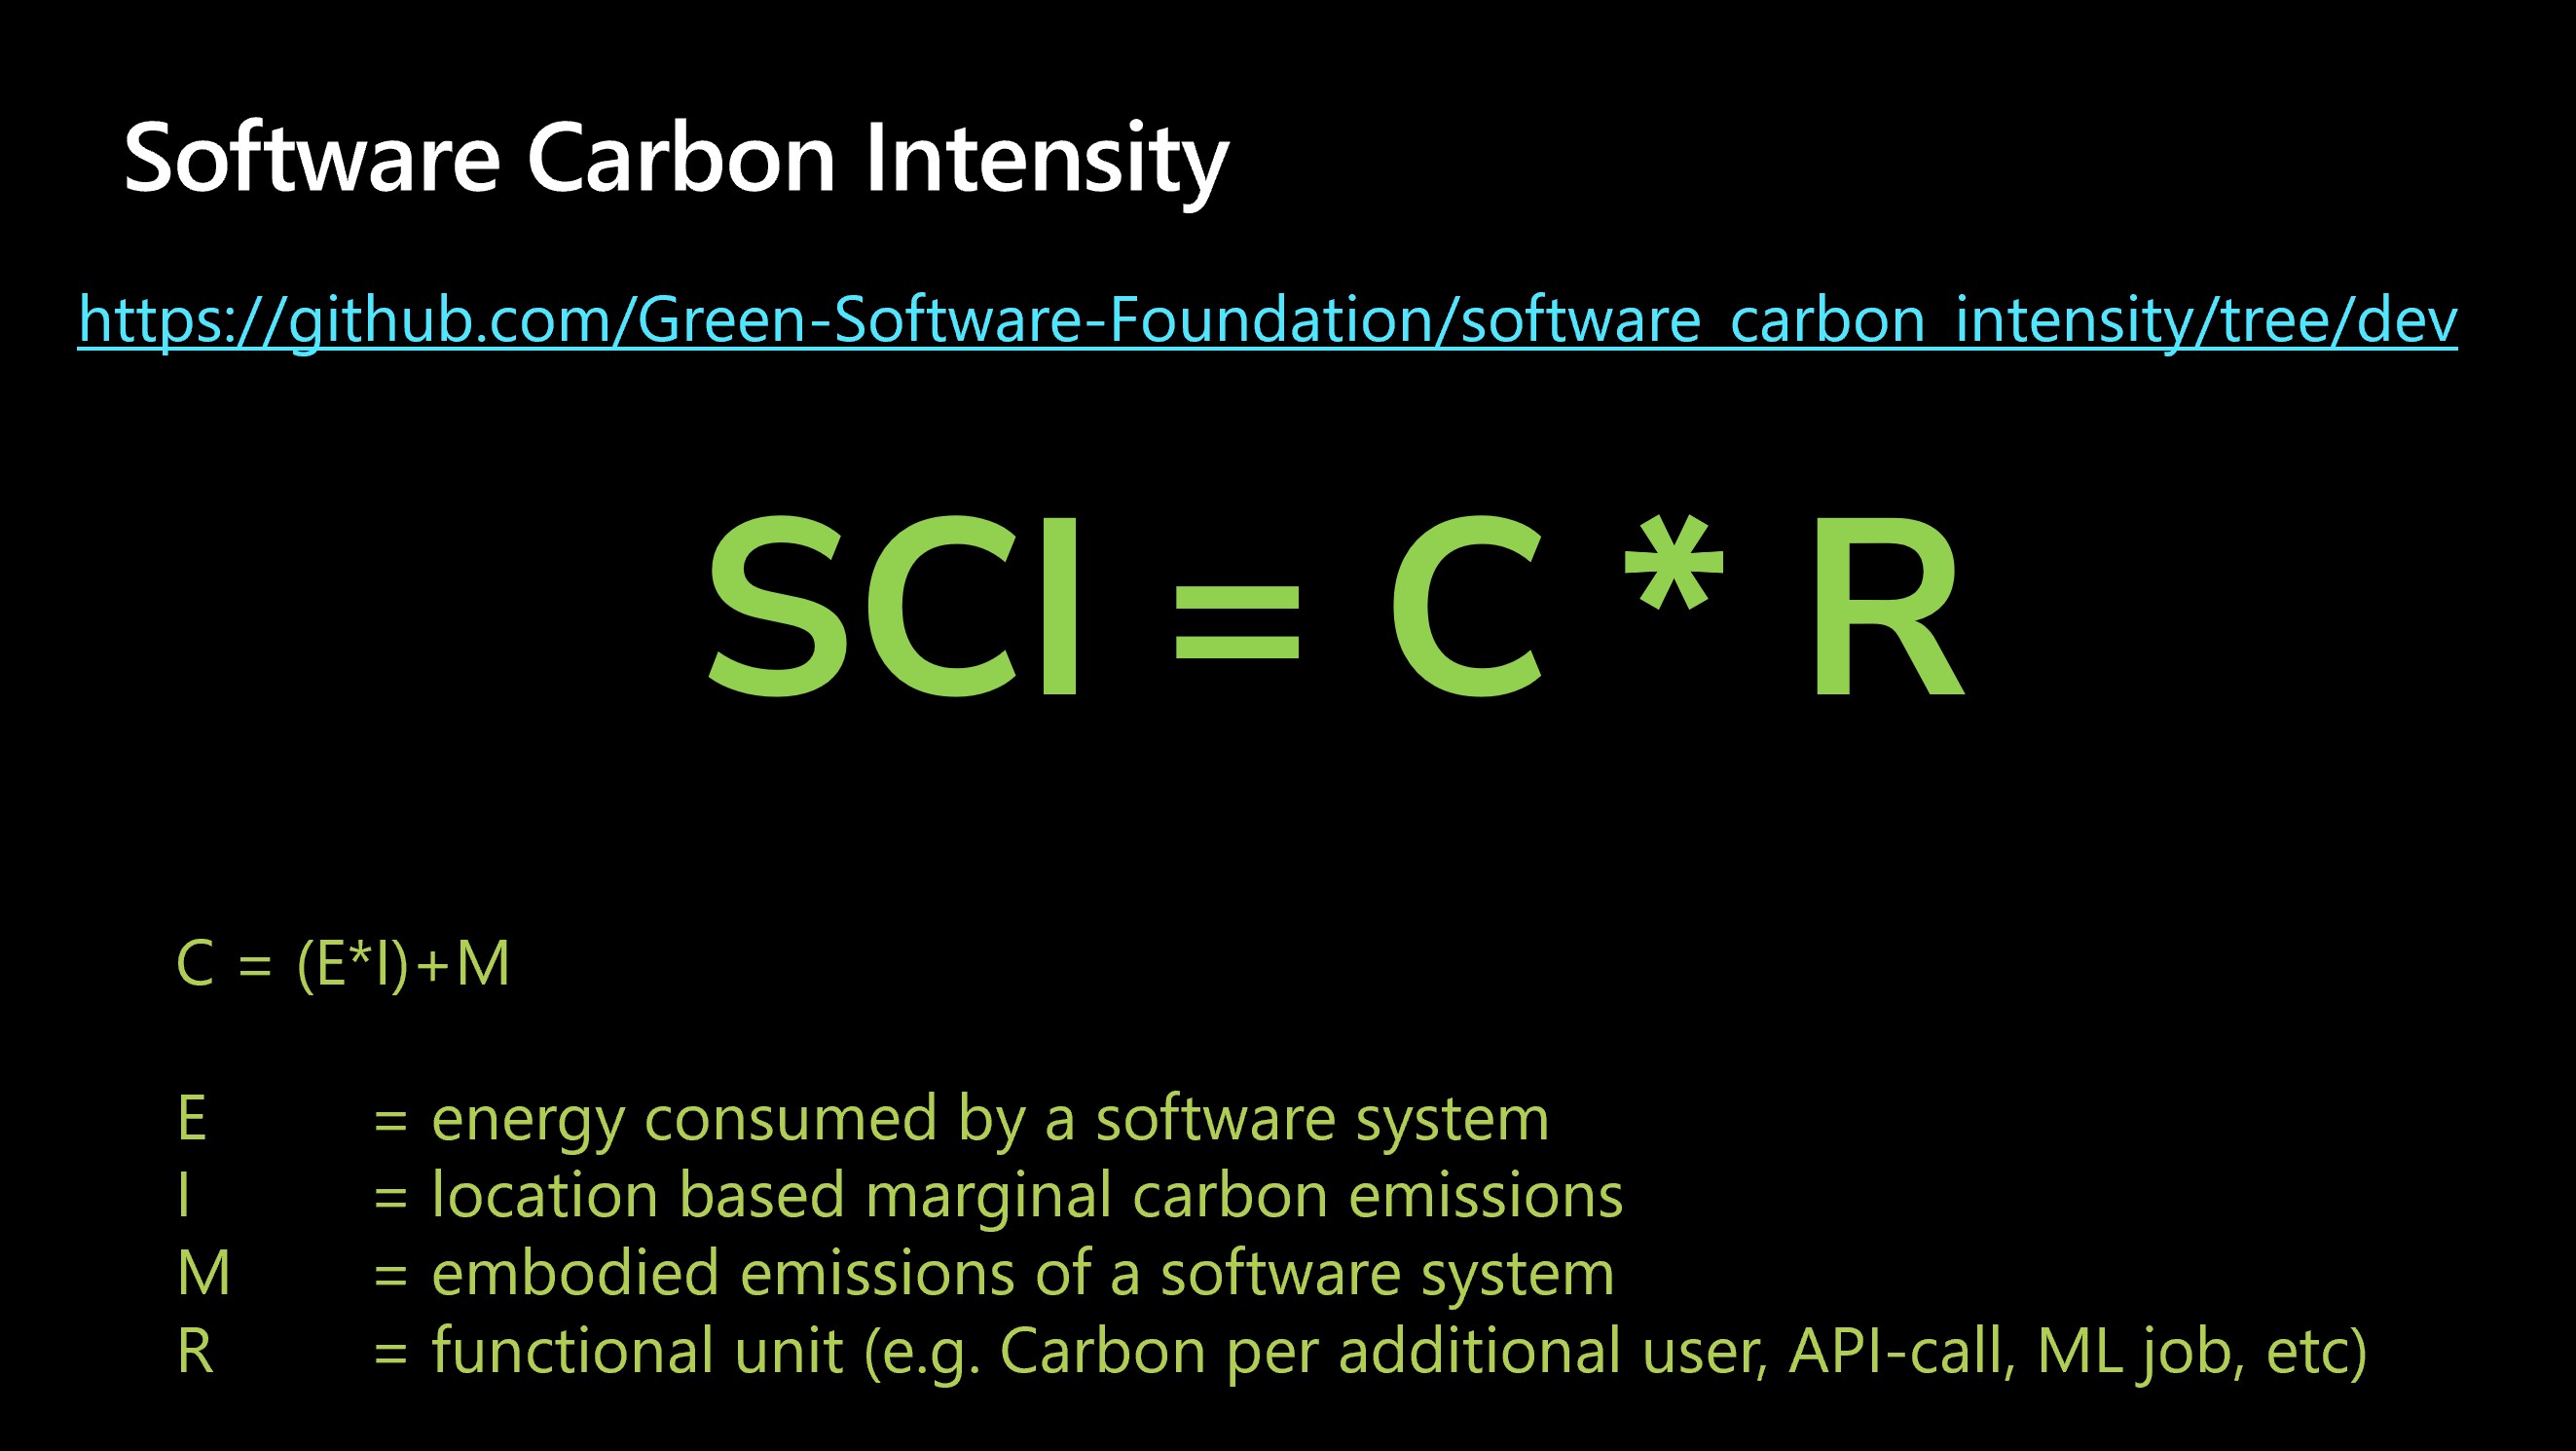 Software Carbon Intensity
https://github.com/Green-Software-Foundation/software_carbon_intensity/tree/dev
SCI = C * R
C = (E*I)+M
E = energy consumed by a software system
I = location based marginal carbon emissions
M = embodied emissions of a software system
R = functional unit (e.g. Carbon per additional user, API-call, ML job, etc)